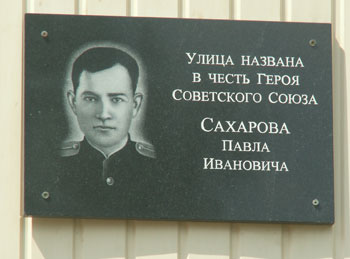 Улица названа
в честь Героя
Советского Союза
Сахарова
Павла
Ивановича